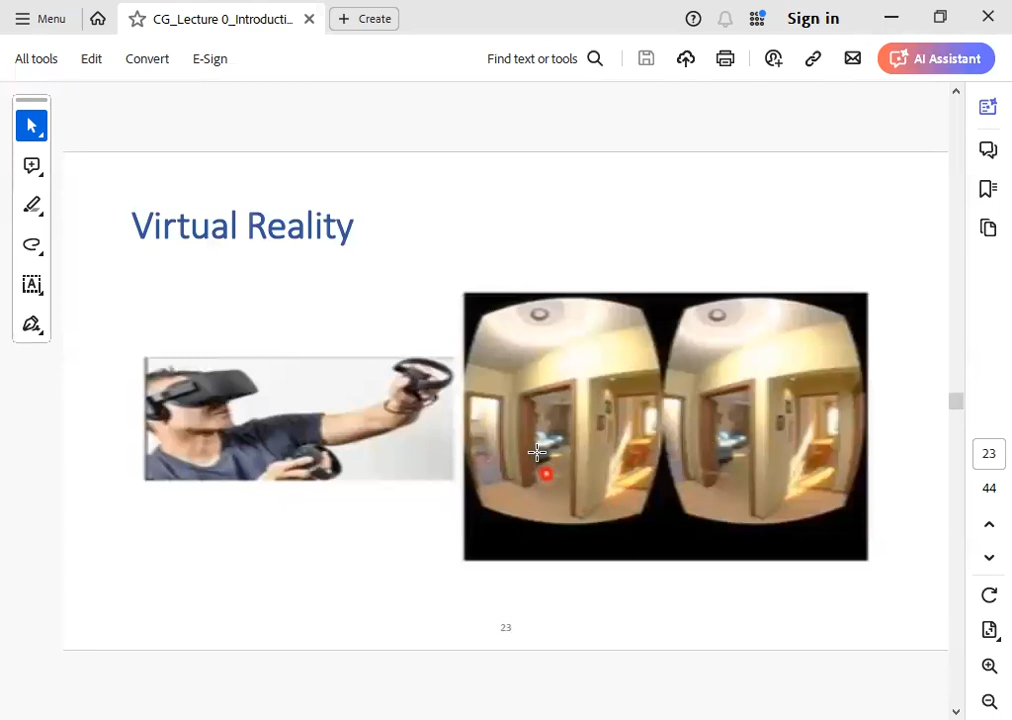 Menu
CG_Lecture 0_Introducti...
Create
Sign in
All tools
Edit
Convert
E-Sign
Find text or tools
AI Assistant
Virtual Reality
23
44
23